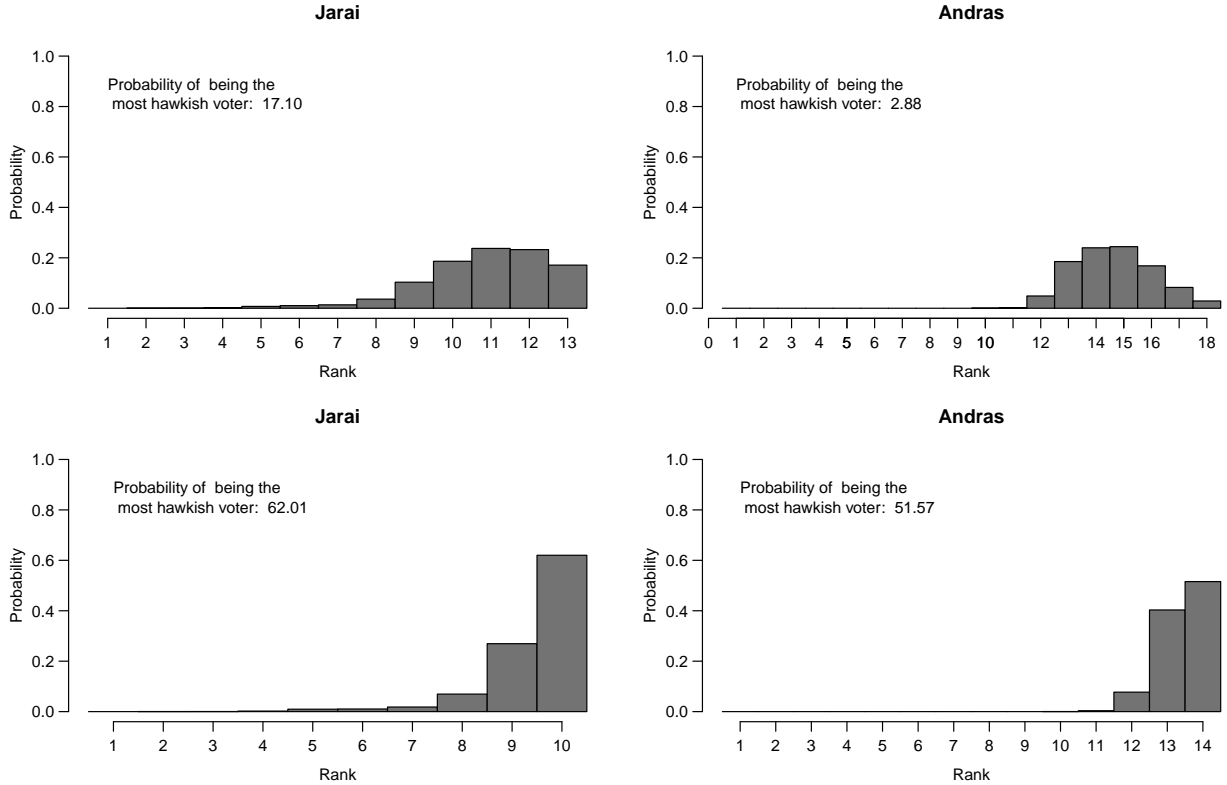 Jarai
Probability of being the
most hawkish voter: 17.10
Probability
1.0
0.8
0.6
0.4
0.2
0.0
1 2 3 4 5 6 7 8 9 10 11 12 13
Rank
Andras
Probability of being the
most hawkish voter: 2.88
Probability
1.0
0.8
0.6
0.4
0.2
0.0
0 1 2 3 4 5 6 7 8 9 10 12 14 15 16 18
Rank
Jarai
Probability of being the
most hawkish voter: 62.01
Probability
1.0
0.8
0.6
0.4
0.2
0.0
1 2 3 4 5 6 7 8 9 10
Rank
Andras
Probability of being the
most hawkish voter: 51.57
Probability
1.0
0.8
0.6
0.4
0.2
0.0
1 2 3 4 5 6 7 8 9 10 11 12 13 14
Rank